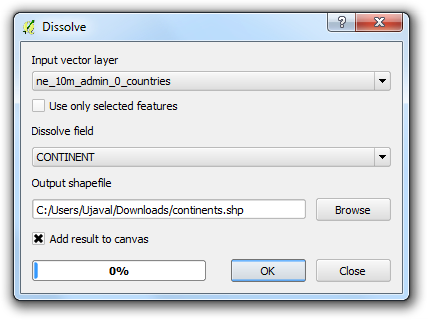 Dissolve
Input vector layer
ne_10m_admin_0_countries
Use only selected features
Dissolve field
CONTINENT
Output shapefile
C:/Users/Ujaval/Downloads/continents.shp
Browse
Add result to canvas
0%
OK
Close